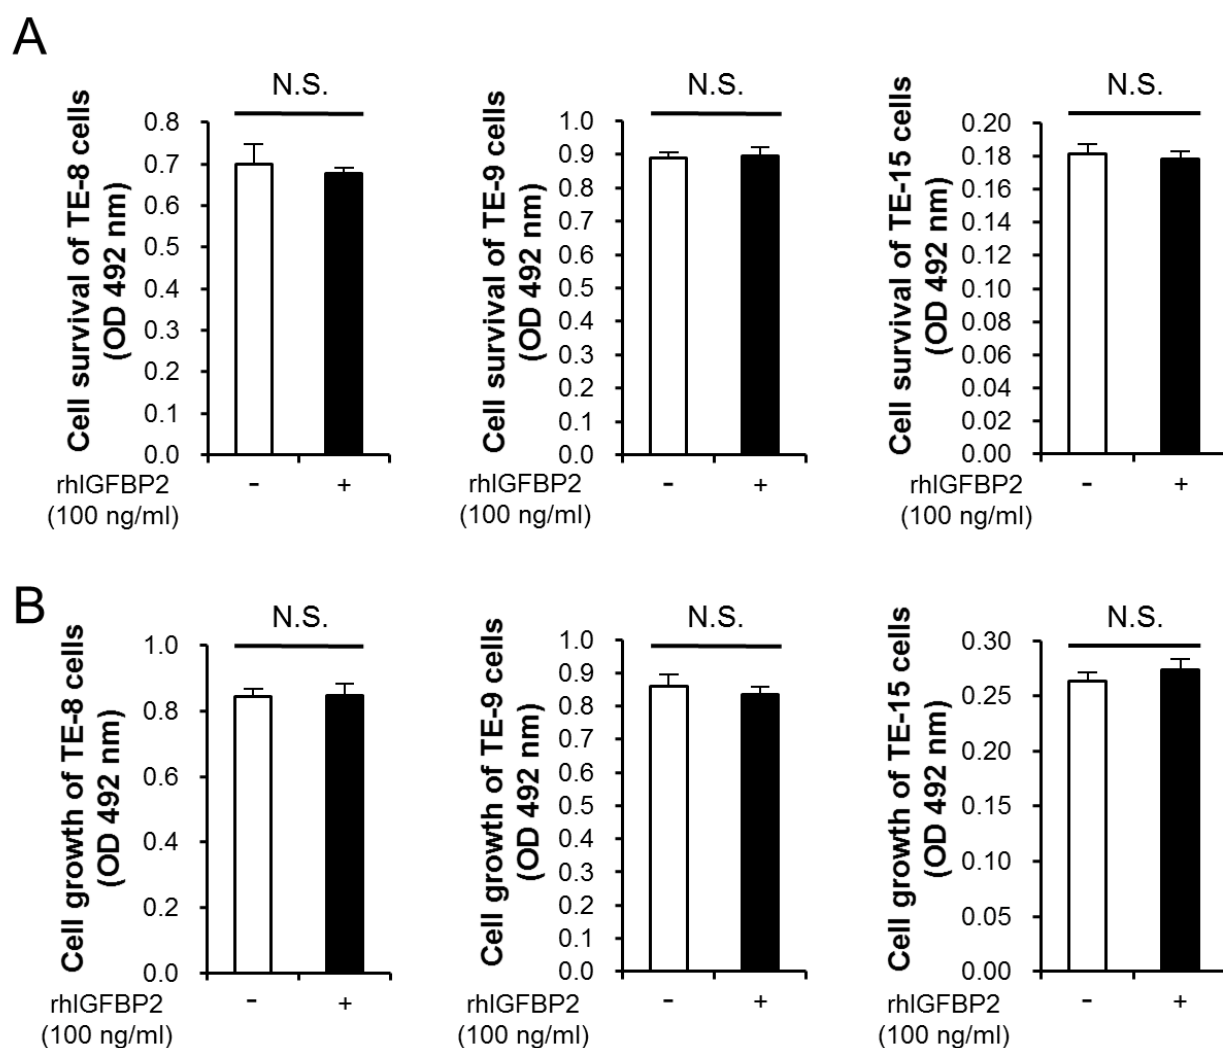 A
N.S.
Cell survival of TE-8 cells
(OD 492 nm)
0.8
0.7
0.6
0.5
0.4
0.3
0.2
0.1
0.0
rhIGFBP2
(100 ng/ml)
- +
N.S.
Cell survival of TE-9 cells
(OD 492 nm)
1.0
0.9
0.8
0.7
0.6
0.5
0.4
0.3
0.2
0.1
0.0
rhIGFBP2
(100 ng/ml)
- +
N.S.
Cell survival of TE-15 cells
(OD 492 nm)
0.20
0.18
0.16
0.14
0.12
0.10
0.08
0.06
0.04
0.02
0.00
rhIGFBP2
(100 ng/ml)
- +
B
N.S.
Cell growth of TE-8 cells
(OD 492 nm)
1.0
0.8
0.6
0.4
0.2
0.0
rhIGFBP2
(100 ng/ml)
- +
N.S.
Cell growth of TE-9 cells
(OD 492 nm)
1.0
0.9
0.8
0.7
0.6
0.5
0.4
0.3
0.2
0.1
0.0
rhIGFBP2
(100 ng/ml)
- +
N.S.
Cell growth of TE-15 cells
(OD 492 nm)
0.30
0.25
0.20
0.15
0.10
0.05
0.00
rhIGFBP2
(100 ng/ml)
- +